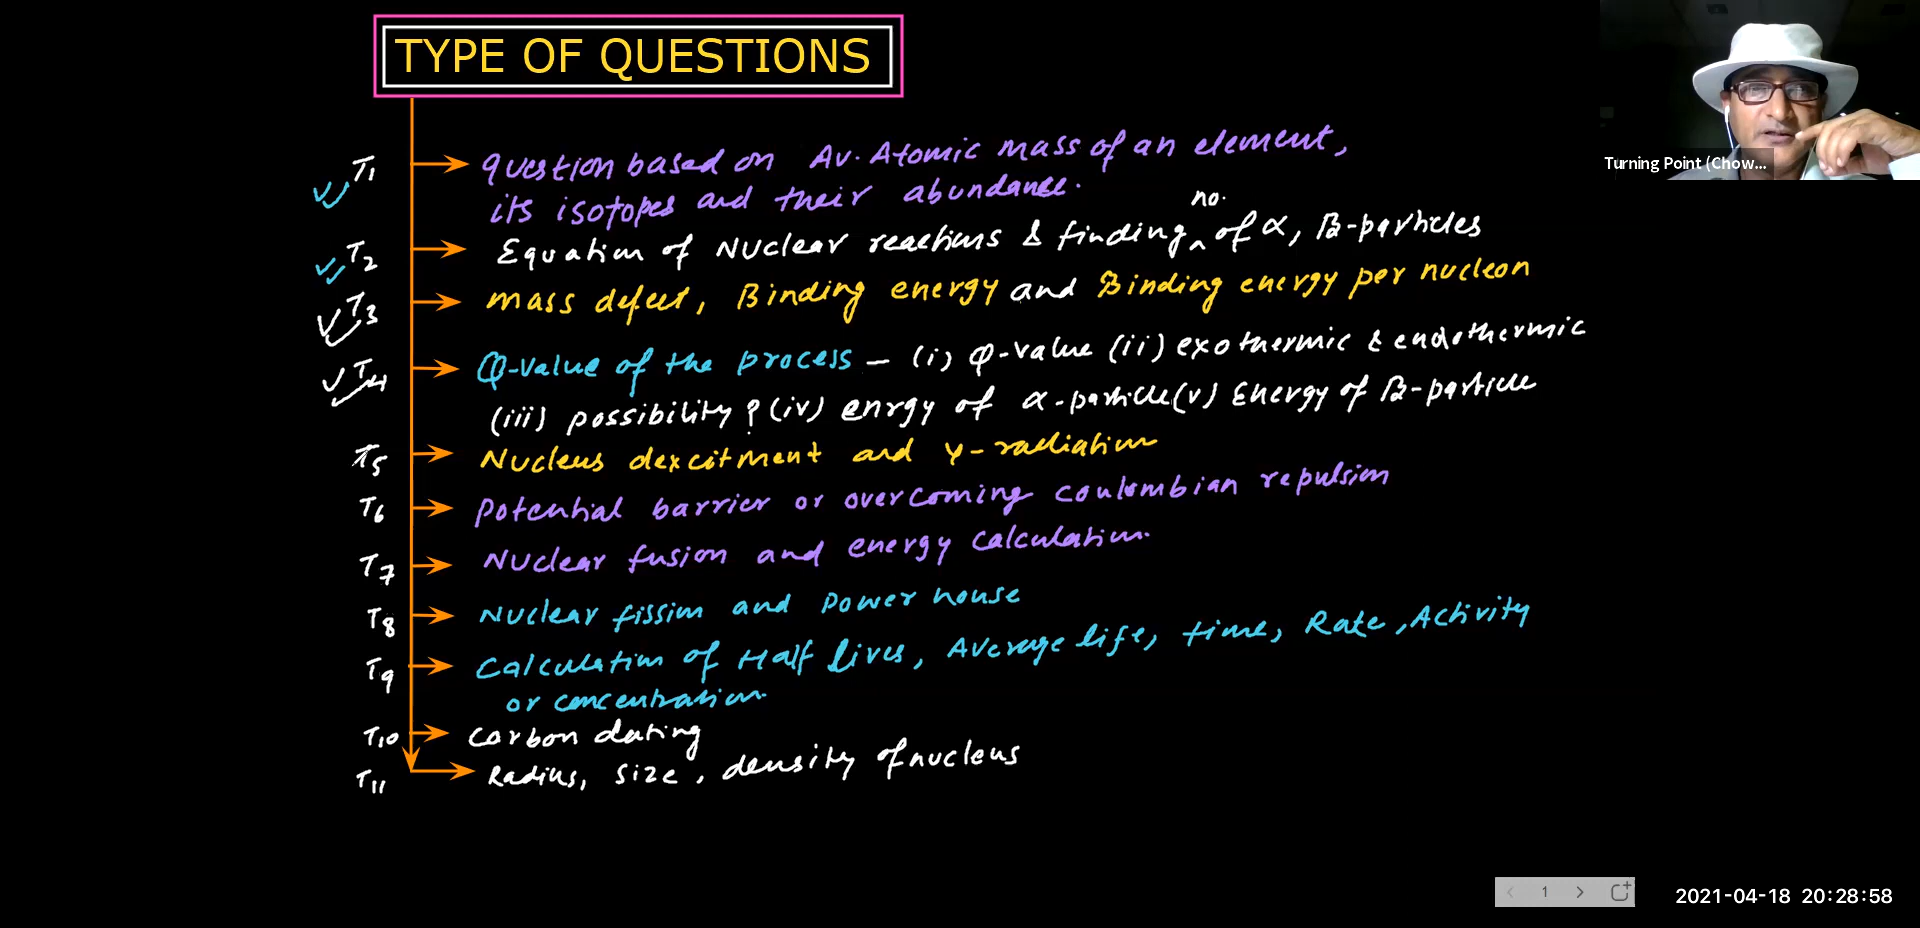 TYPE OF QUESTIONS
Turning Point (Chow...
T1 question based on Av. Atomic mass of an element,
its isotopes and their abundance.
no.
T2 Equation of Nuclear reactions & finding ^ of α, β-particles
T3 mass defect, Binding energy and Binding energy per nucleon
T4 Q-value of the process – (i) Q-value (ii) exothermic & endothermic
(iii) possibility ? (iv) enrgy of α-particle (v) Energy of β-particle
T5 Nucleus dexcitment and γ-radiation
T6 Potential barrier or overcoming coulombian repulsion
T7 Nuclear fusion and energy calculation.
T8 Nuclear fission and power house
T9 Calculation of Half lives, Average life, time, Rate, Activity
or concentration.
T10 Carbon dating
T11 Radius, size, density of nucleus
1
2021-04-18 20:28:58